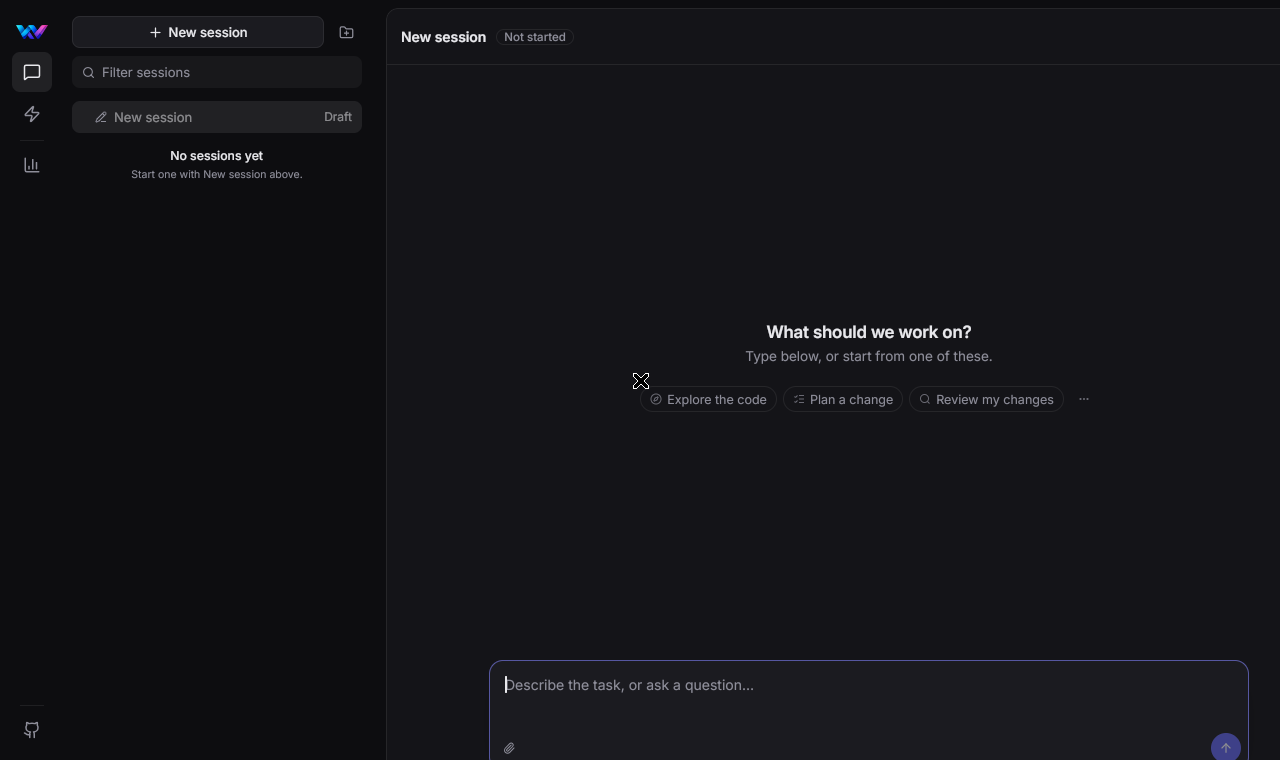 New session
Filter sessions
New session Draft
No sessions yet
Start one with New session above.
New session Not started
What should we work on?
Type below, or start from one of these.
Explore the code Plan a change Review my changes ...
Describe the task, or ask a question...